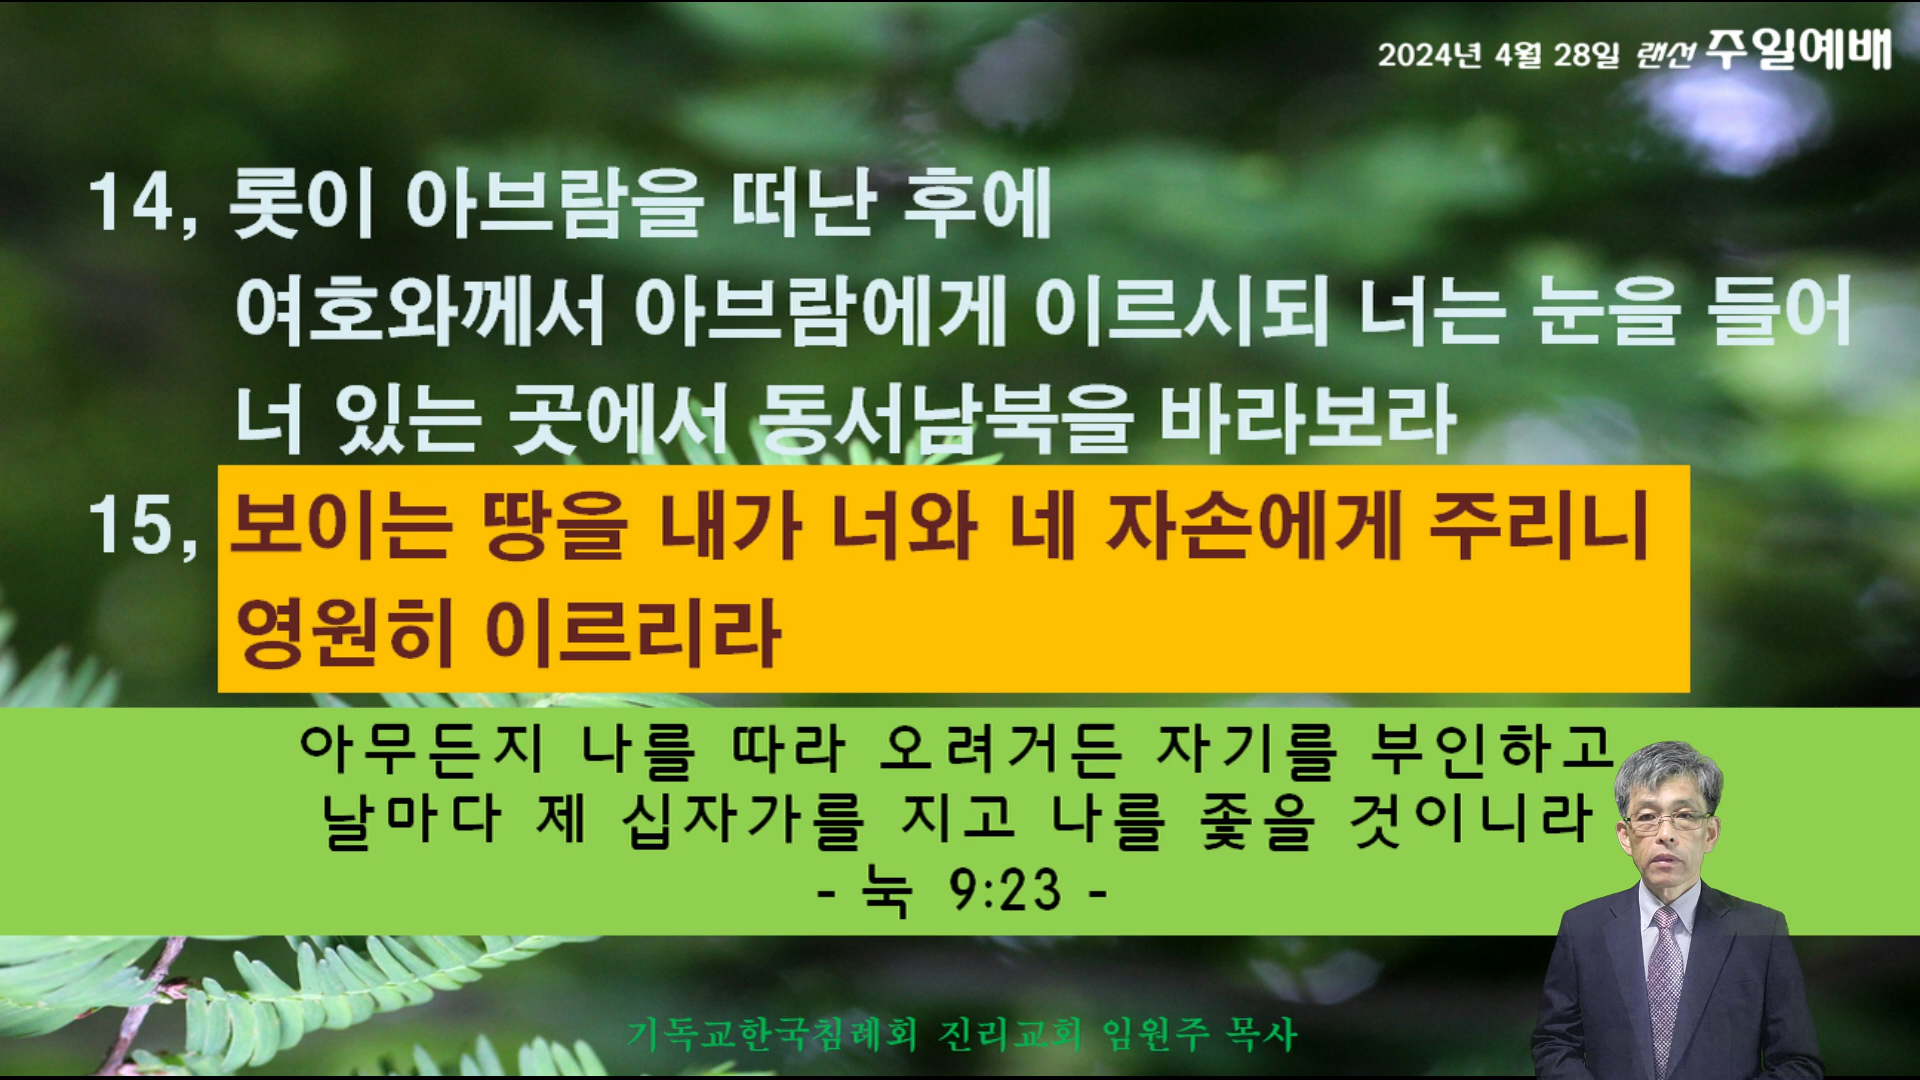 2024년 4월 28일 랜선 주일예배
14, 롯이 아브람을 떠난 후에
여호와께서 아브람에게 이르시되 너는 눈을 들어
너 있는 곳에서 동서남북을 바라보라
15, 보이는 땅을 내가 너와 네 자손에게 주리니
영원히 이르리라
아무든지 나를 따라 오려거든 자기를 부인하고
날마다 제 십자가를 지고 나를 좇을 것이니라
- 눅 9:23 -
기독교한국침례회 진리교회 임원주 목사